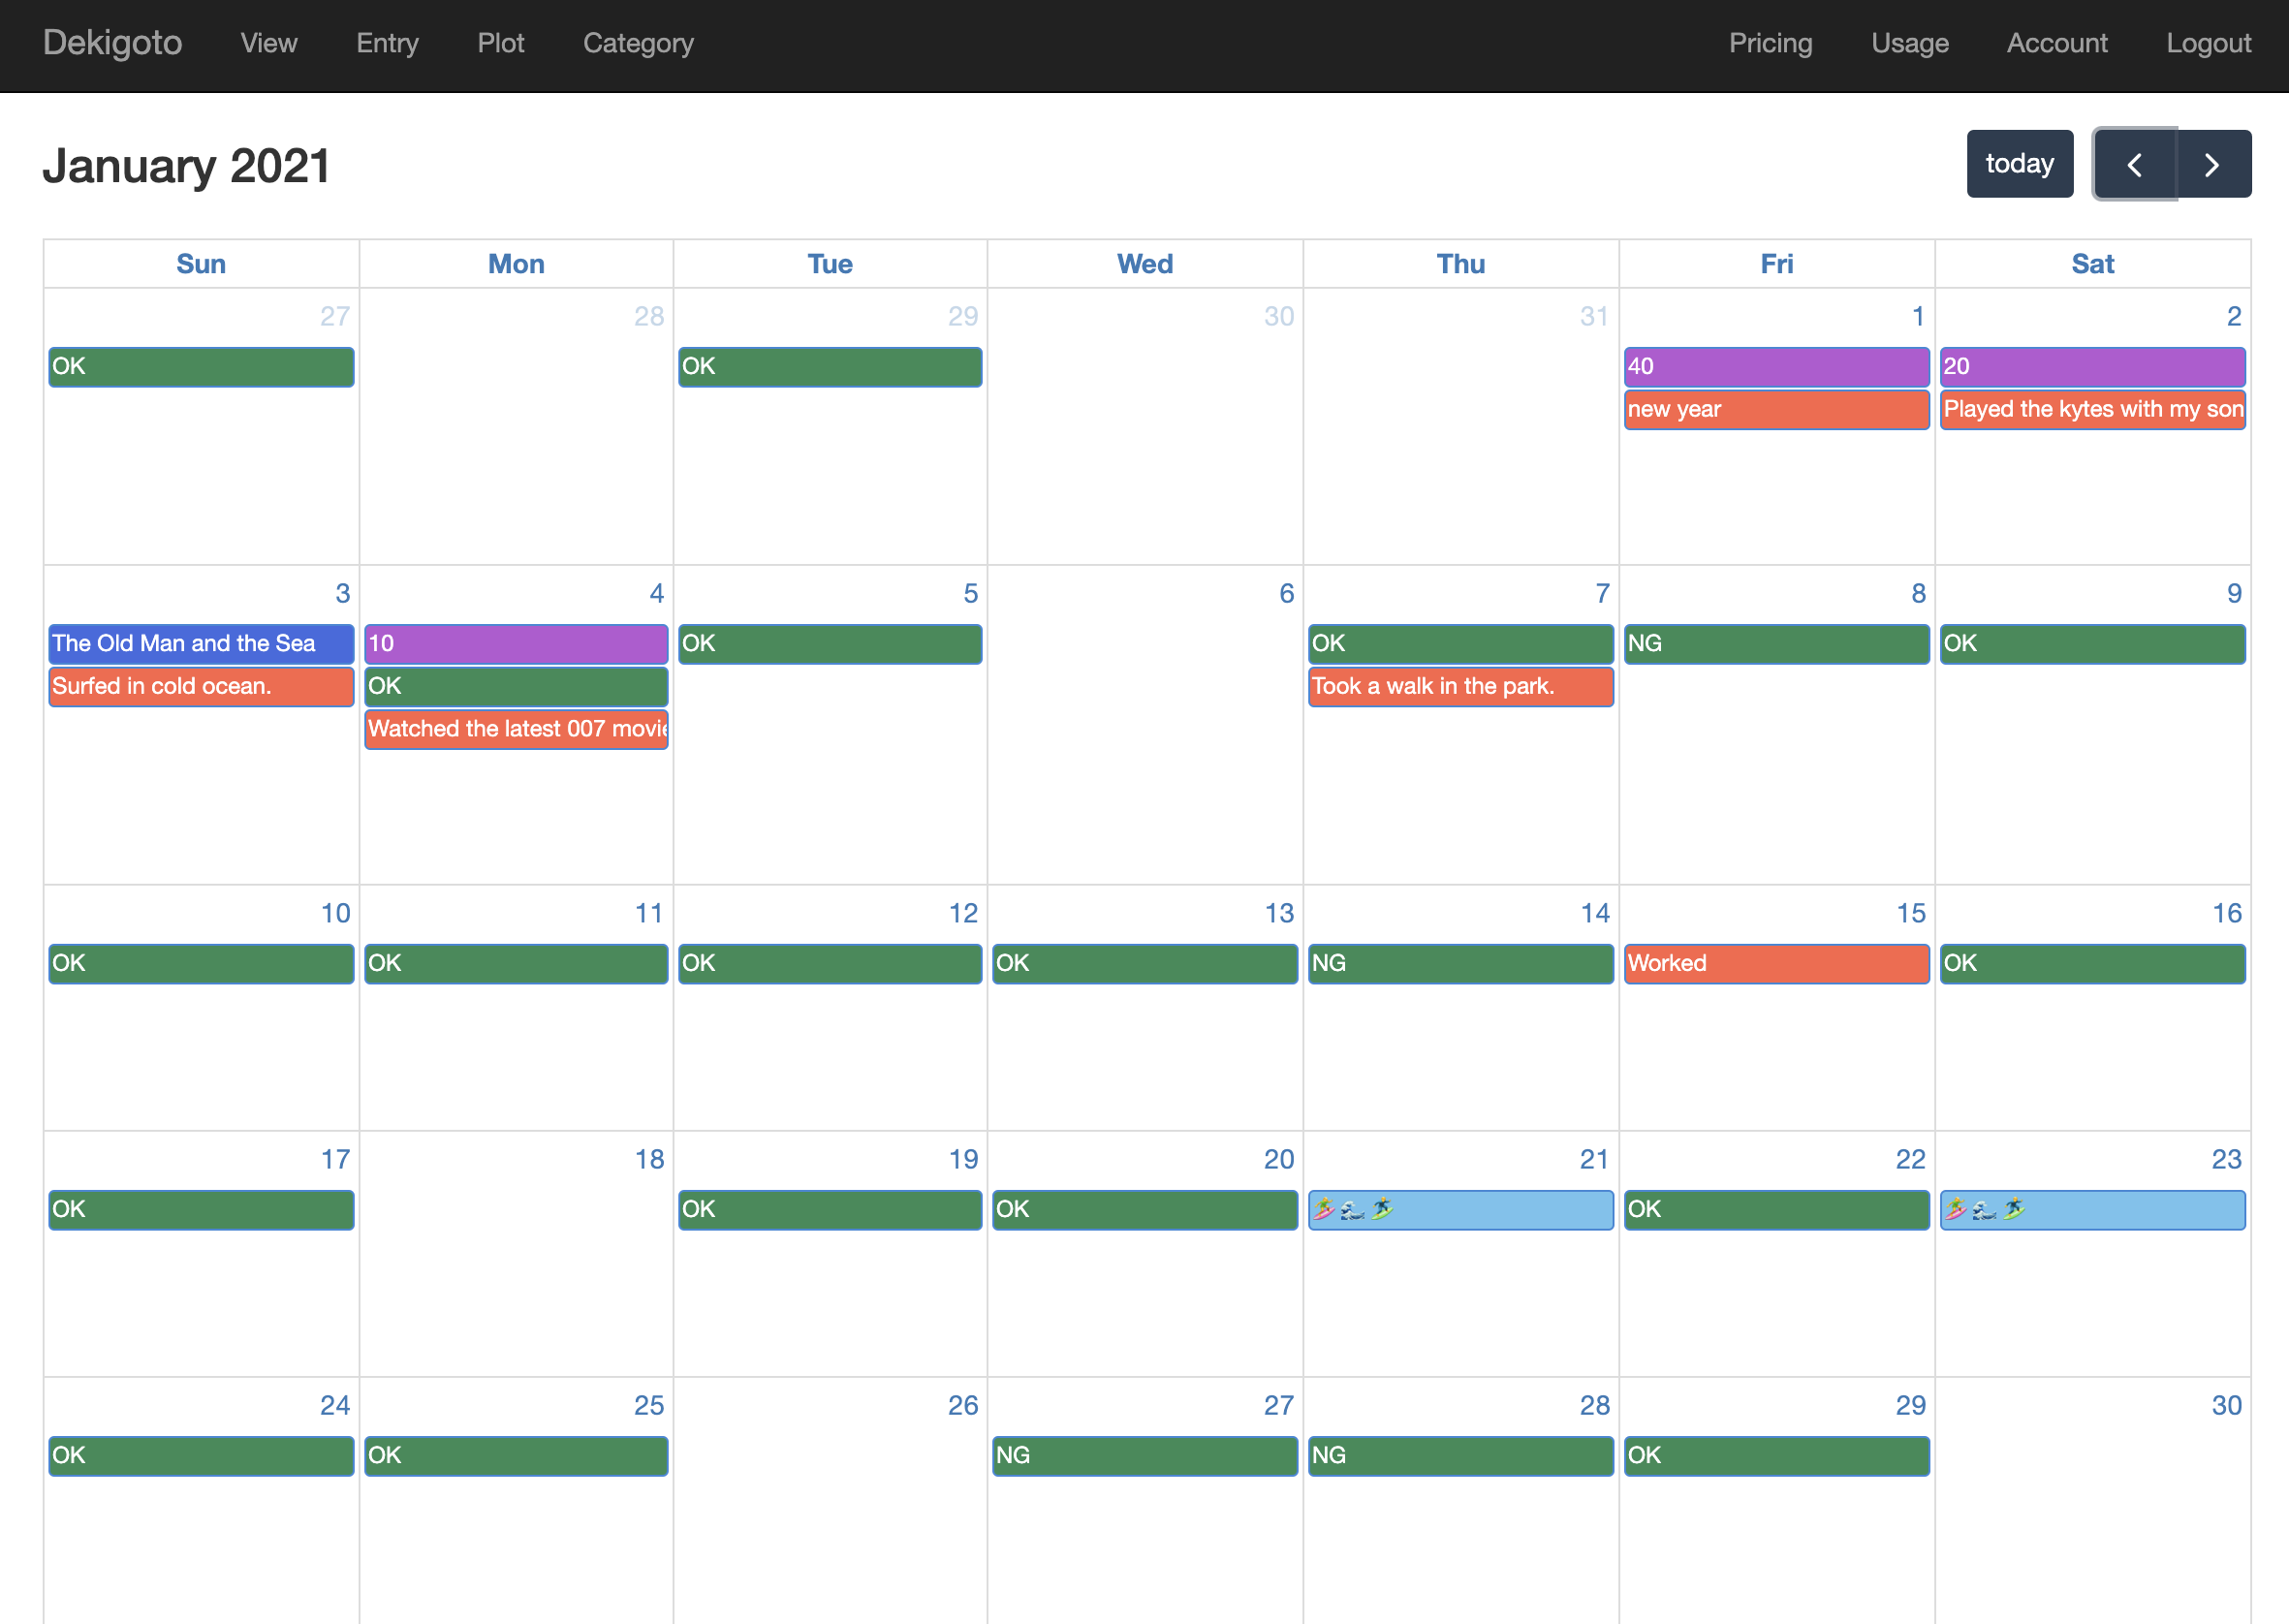 Dekigoto View Entry Plot Category Pricing Usage Account Logout
January 2021
today
Sun Mon Tue Wed Thu Fri Sat
27 28 29 30 31 1 2
OK OK 40 20
new year Played the kytes with my son
3 4 5 6 7 8 9
The Old Man and the Sea 10 OK OK NG OK
Surfed in cold ocean. OK Took a walk in the park.
Watched the latest 007 movie
10 11 12 13 14 15 16
OK OK OK OK NG Worked OK
17 18 19 20 21 22 23
OK OK OK 🏄🌊🏄 OK 🏄🌊🏄
24 25 26 27 28 29 30
OK OK NG NG OK